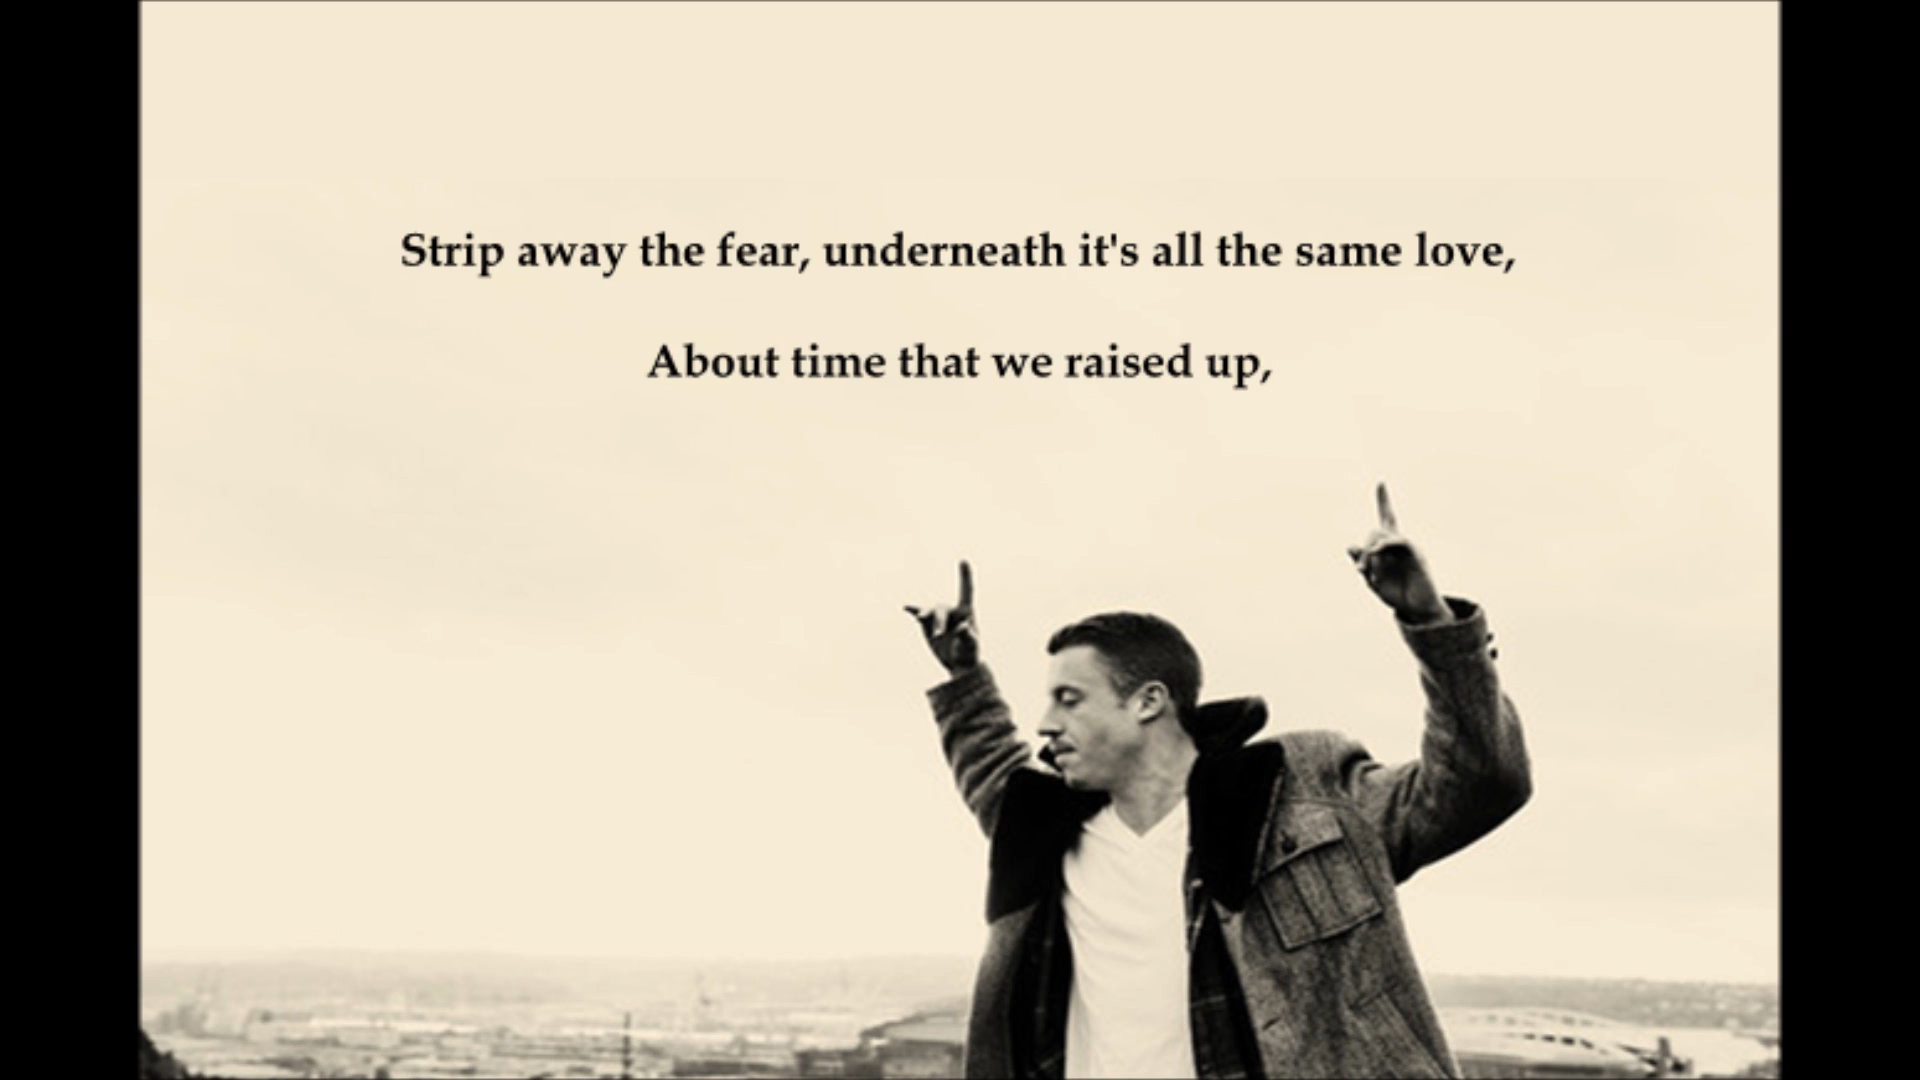 Strip away the fear, underneath it's all the same love,
About time that we raised up,